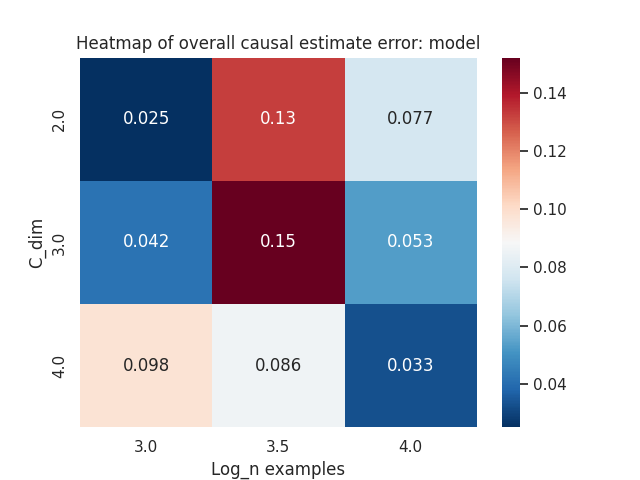 Heatmap of overall causal estimate error: model
2.0 0.025 0.13 0.077
3.0 0.042 0.15 0.053
4.0 0.098 0.086 0.033
3.0 3.5 4.0
Log_n examples
C_dim
0.14
0.12
0.10
0.08
0.06
0.04